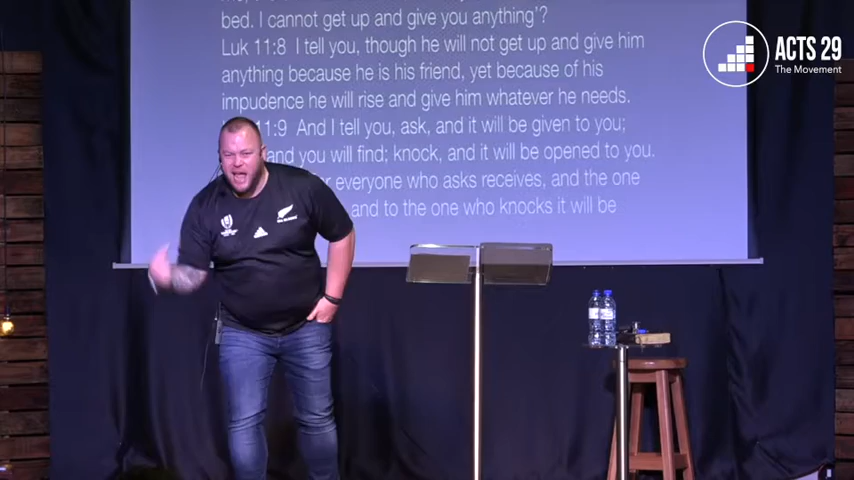 bed. I cannot get up and give you anything'?
Luk 11:8 I tell you, though he will not get up and give him
anything because he is his friend, yet because of his
impudence he will rise and give him whatever he needs.
11:9 And I tell you, ask, and it will be given to you;
and you will find; knock, and it will be opened to you.
everyone who asks receives, and the one
and to the one who knocks it will be
ACTS 29
The Movement